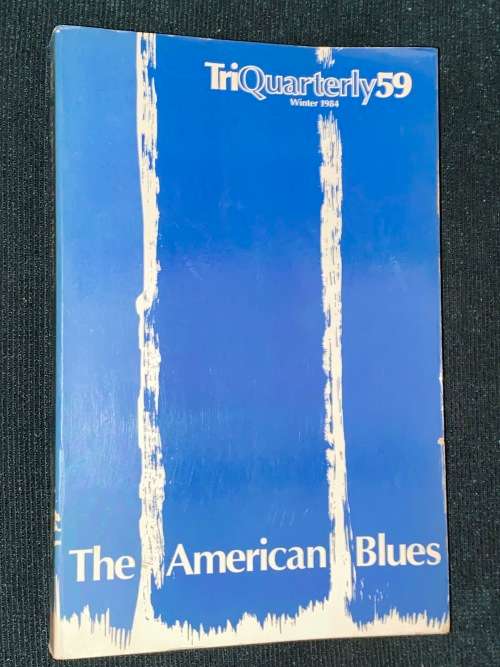 TriQuarterly59
Winter 1984
The American Blues